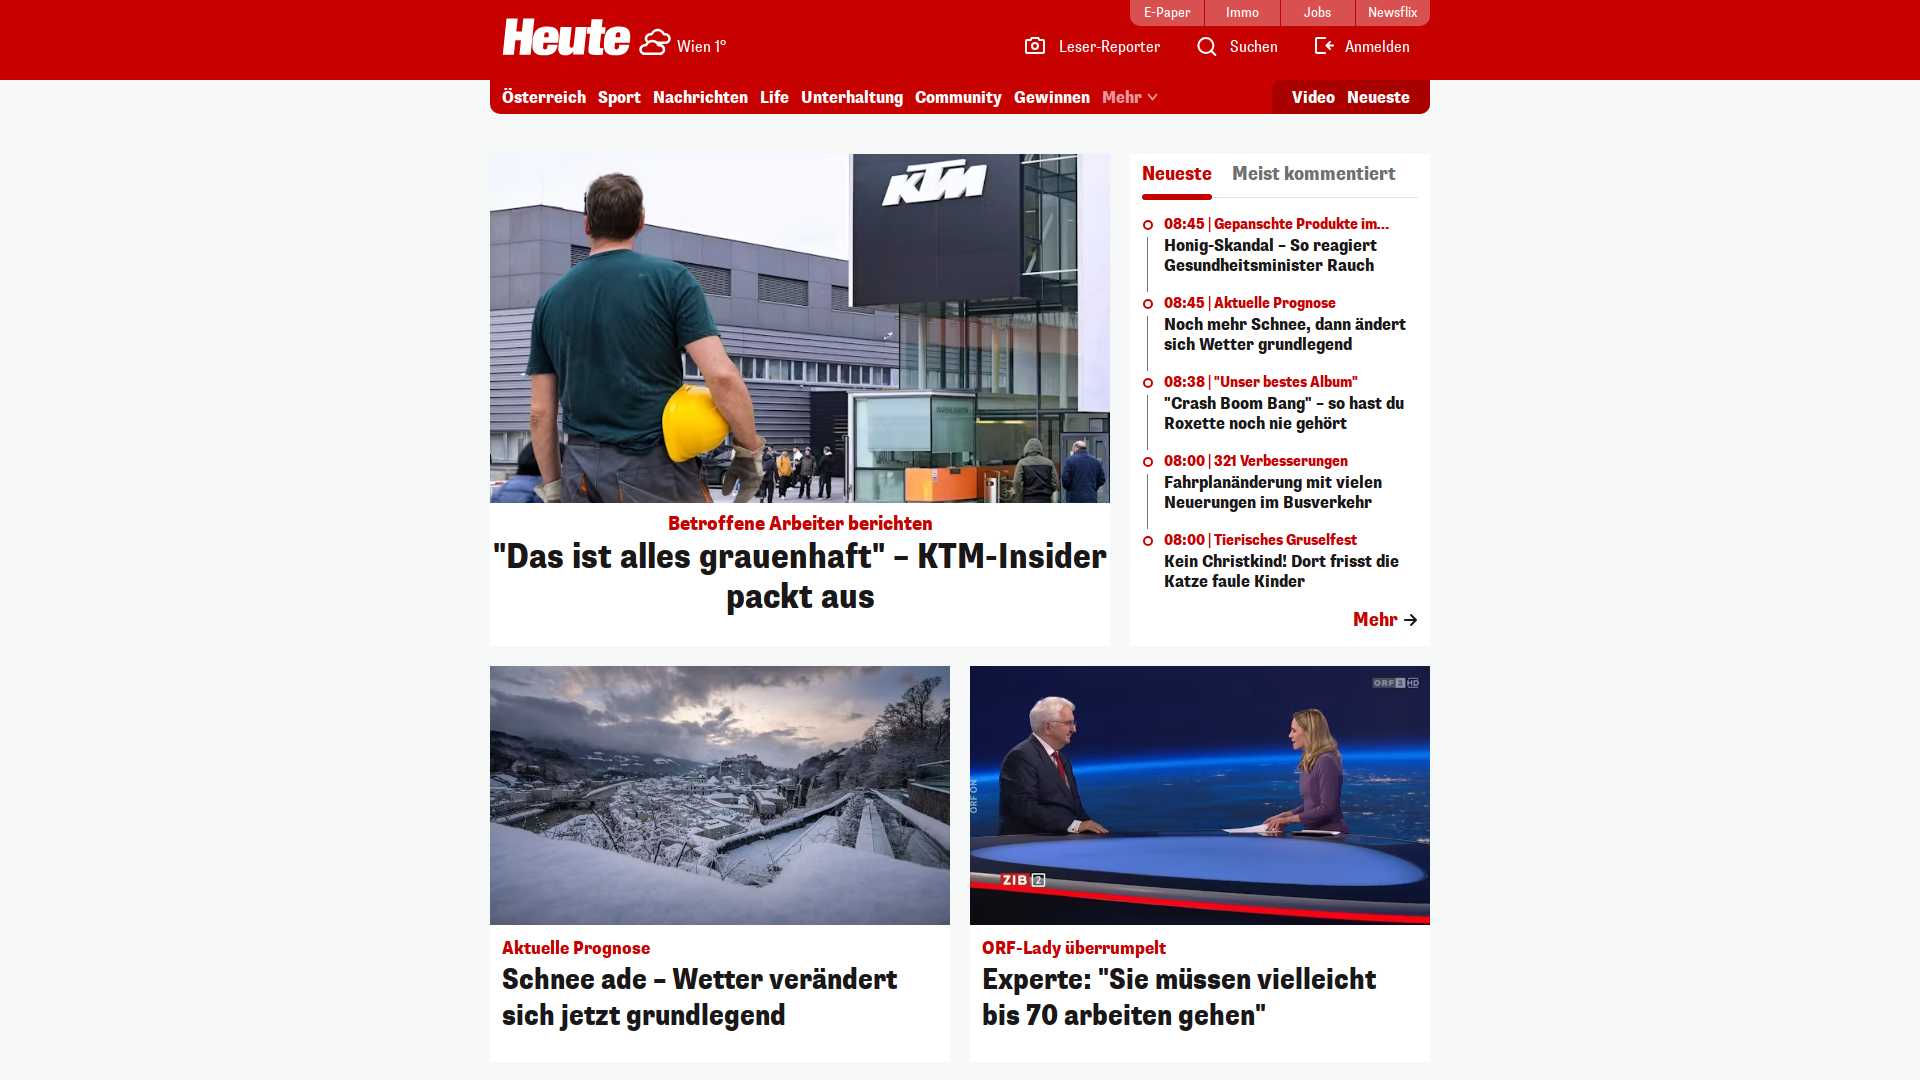 E-Paper
Immo
Jobs
Newsflix
Heute
Wien 1°
Leser-Reporter
Suchen
Anmelden
Österreich
Sport
Nachrichten
Life
Unterhaltung
Community
Gewinnen
Mehr
Video
Neueste
KTM
Betroffene Arbeiter berichten
"Das ist alles grauenhaft" – KTM-Insider
packt aus
Neueste
Meist kommentiert
08:45 | Gepanschte Produkte im...
Honig-Skandal – So reagiert
Gesundheitsminister Rauch
08:45 | Aktuelle Prognose
Noch mehr Schnee, dann ändert
sich Wetter grundlegend
08:38 | "Unser bestes Album"
"Crash Boom Bang" – so hast du
Roxette noch nie gehört
08:00 | 321 Verbesserungen
Fahrplanänderung mit vielen
Neuerungen im Busverkehr
08:00 | Tierisches Gruselfest
Kein Christkind! Dort frisst die
Katze faule Kinder
Mehr
Aktuelle Prognose
Schnee ade – Wetter verändert
sich jetzt grundlegend
ORF 2 HD
ORF ON
ZIB 2
ORF-Lady überrumpelt
Experte: "Sie müssen vielleicht
bis 70 arbeiten gehen"